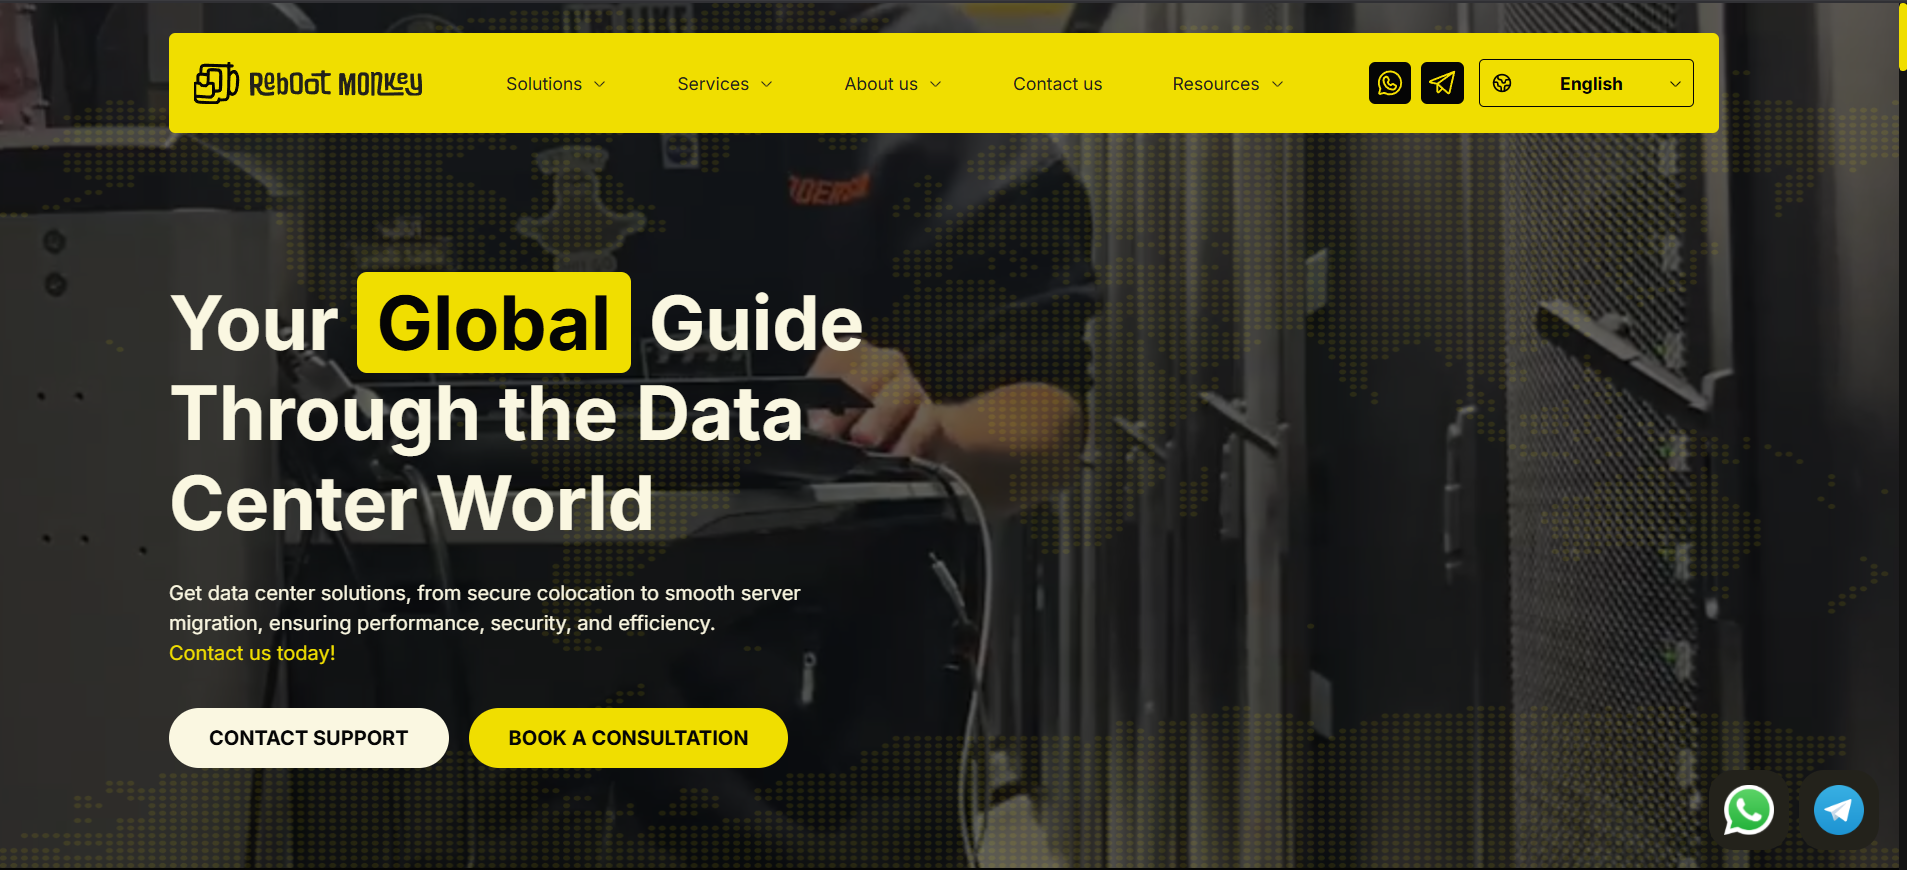 Reboot Monkey
Solutions
Services
About us
Contact us
Resources
English
Your Global Guide
Through the Data
Center World
Get data center solutions, from secure colocation to smooth server
migration, ensuring performance, security, and efficiency.
Contact us today!
CONTACT SUPPORT
BOOK A CONSULTATION